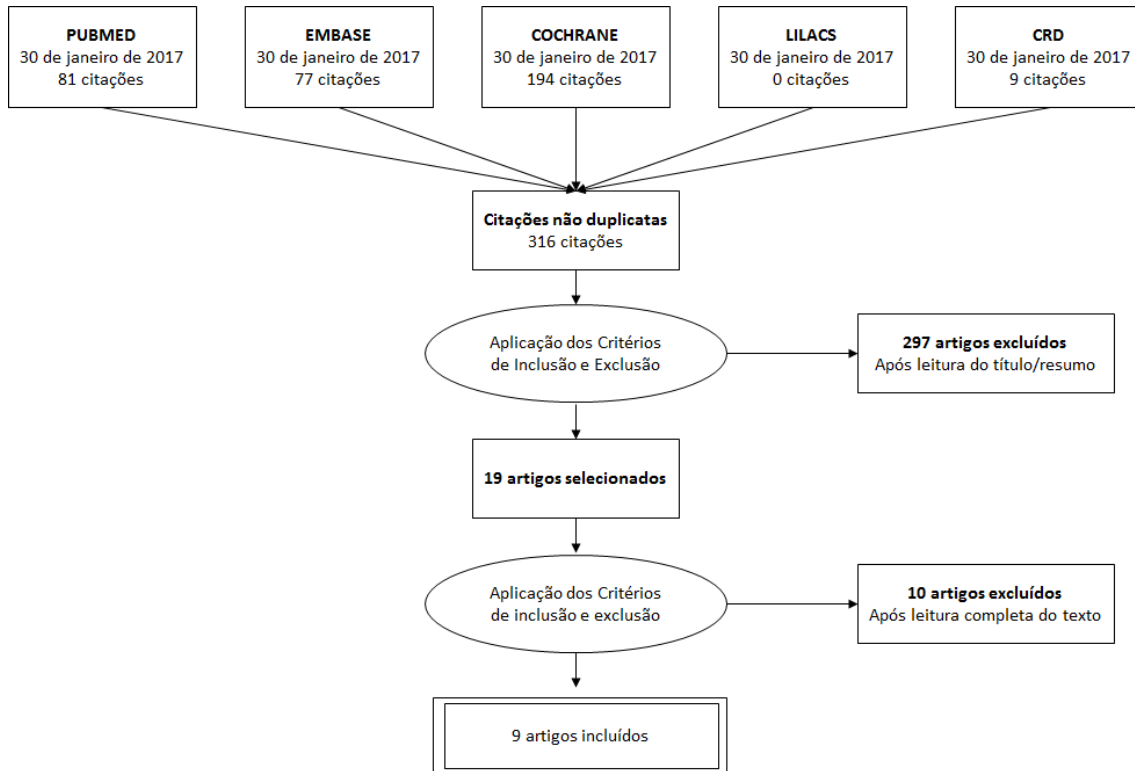 PUBMED
30 de janeiro de 2017
81 citações
EMBASE
30 de janeiro de 2017
77 citações
COCHRANE
30 de janeiro de 2017
194 citações
LILACS
30 de janeiro de 2017
0 citações
CRD
30 de janeiro de 2017
9 citações
Citações não duplicatas
316 citações
Aplicação dos Critérios
de Inclusão e Exclusão
297 artigos excluídos
Após leitura do título/resumo
19 artigos selecionados
Aplicação dos Critérios
de inclusão e exclusão
10 artigos excluídos
Após leitura completa do texto
9 artigos incluídos